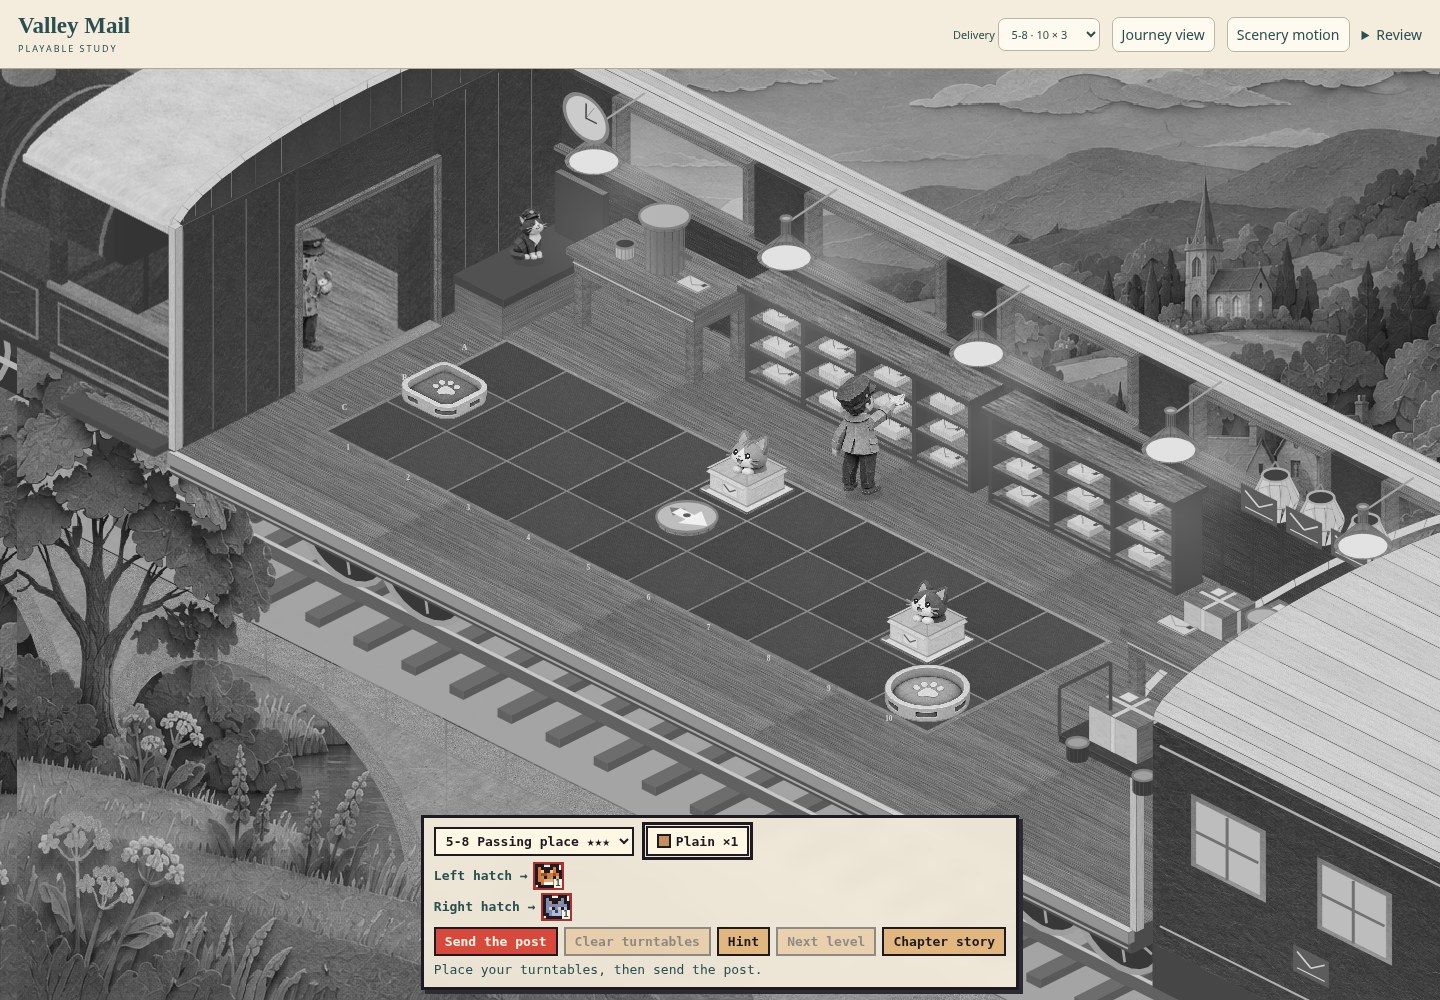 Valley Mail
PLAYABLE STUDY
Delivery 5-8 · 10 × 3 Journey view Scenery motion ▶ Review
A
C
1
2
3
4
5
6
7
8
9
10
5-8 Passing place ★★★ Plain ×1
Left hatch → 1
Right hatch → 1
Send the post Clear turntables Hint Next level Chapter story
Place your turntables, then send the post.